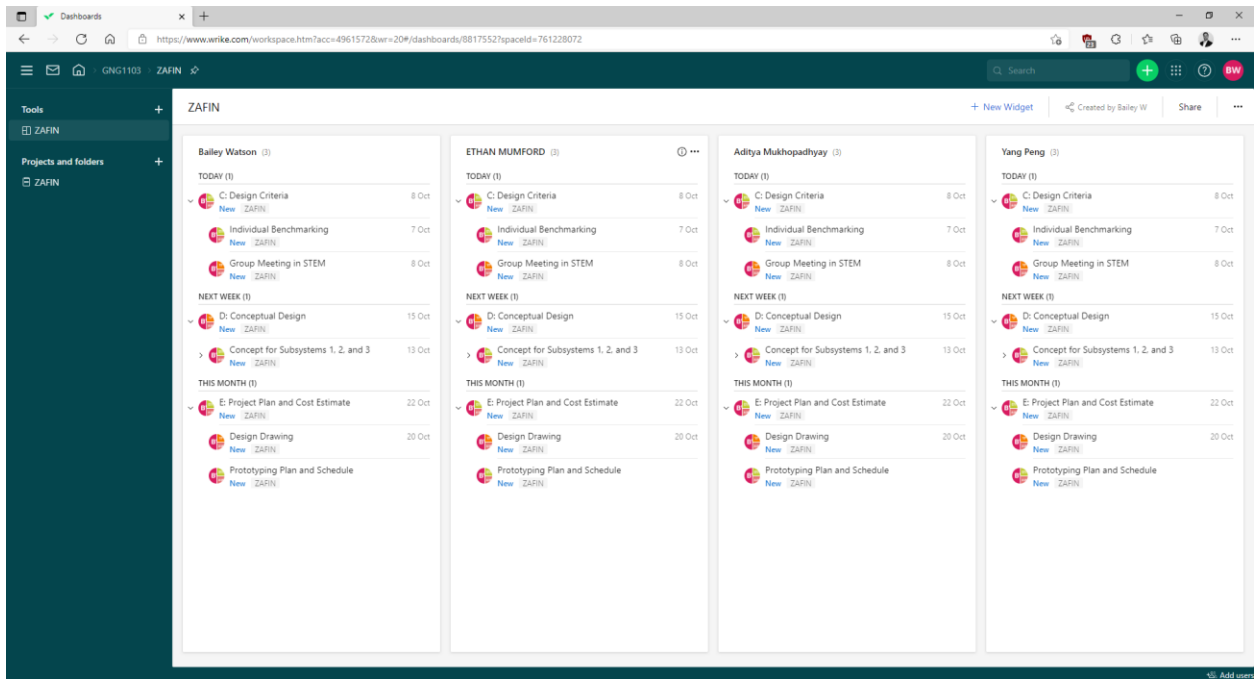 Dashboards
https://www.wrike.com/workspace.htm?acc=4961572&wr=20#/dashboards/8817552?spaceId=761228072
GNG1103 ZAFIN
Search
BW
Tools
ZAFIN
Projects and folders
ZAFIN
ZAFIN
+ New Widget
Created by Bailey W
Share
Bailey Watson (3)
TODAY (1)
C: Design Criteria 8 Oct
New ZAFIN
Individual Benchmarking 7 Oct
New ZAFIN
Group Meeting in STEM 8 Oct
New ZAFIN
NEXT WEEK (1)
D: Conceptual Design 15 Oct
New ZAFIN
Concept for Subsystems 1, 2, and 3 13 Oct
New ZAFIN
THIS MONTH (1)
E: Project Plan and Cost Estimate 22 Oct
New ZAFIN
Design Drawing 20 Oct
New ZAFIN
Prototyping Plan and Schedule
New ZAFIN
ETHAN MUMFORD (3)
TODAY (1)
C: Design Criteria 8 Oct
New ZAFIN
Individual Benchmarking 7 Oct
New ZAFIN
Group Meeting in STEM 8 Oct
New ZAFIN
NEXT WEEK (1)
D: Conceptual Design 15 Oct
New ZAFIN
Concept for Subsystems 1, 2, and 3 13 Oct
New ZAFIN
THIS MONTH (1)
E: Project Plan and Cost Estimate 22 Oct
New ZAFIN
Design Drawing 20 Oct
New ZAFIN
Prototyping Plan and Schedule
New ZAFIN
Aditya Mukhopadhyay (3)
TODAY (1)
C: Design Criteria 8 Oct
New ZAFIN
Individual Benchmarking 7 Oct
New ZAFIN
Group Meeting in STEM 8 Oct
New ZAFIN
NEXT WEEK (1)
D: Conceptual Design 15 Oct
New ZAFIN
Concept for Subsystems 1, 2, and 3 13 Oct
New ZAFIN
THIS MONTH (1)
E: Project Plan and Cost Estimate 22 Oct
New ZAFIN
Design Drawing 20 Oct
New ZAFIN
Prototyping Plan and Schedule
New ZAFIN
Yang Peng (3)
TODAY (1)
C: Design Criteria 8 Oct
New ZAFIN
Individual Benchmarking 7 Oct
New ZAFIN
Group Meeting in STEM 8 Oct
New ZAFIN
NEXT WEEK (1)
D: Conceptual Design 15 Oct
New ZAFIN
Concept for Subsystems 1, 2, and 3 13 Oct
New ZAFIN
THIS MONTH (1)
E: Project Plan and Cost Estimate 22 Oct
New ZAFIN
Design Drawing 20 Oct
New ZAFIN
Prototyping Plan and Schedule
New ZAFIN
Add users